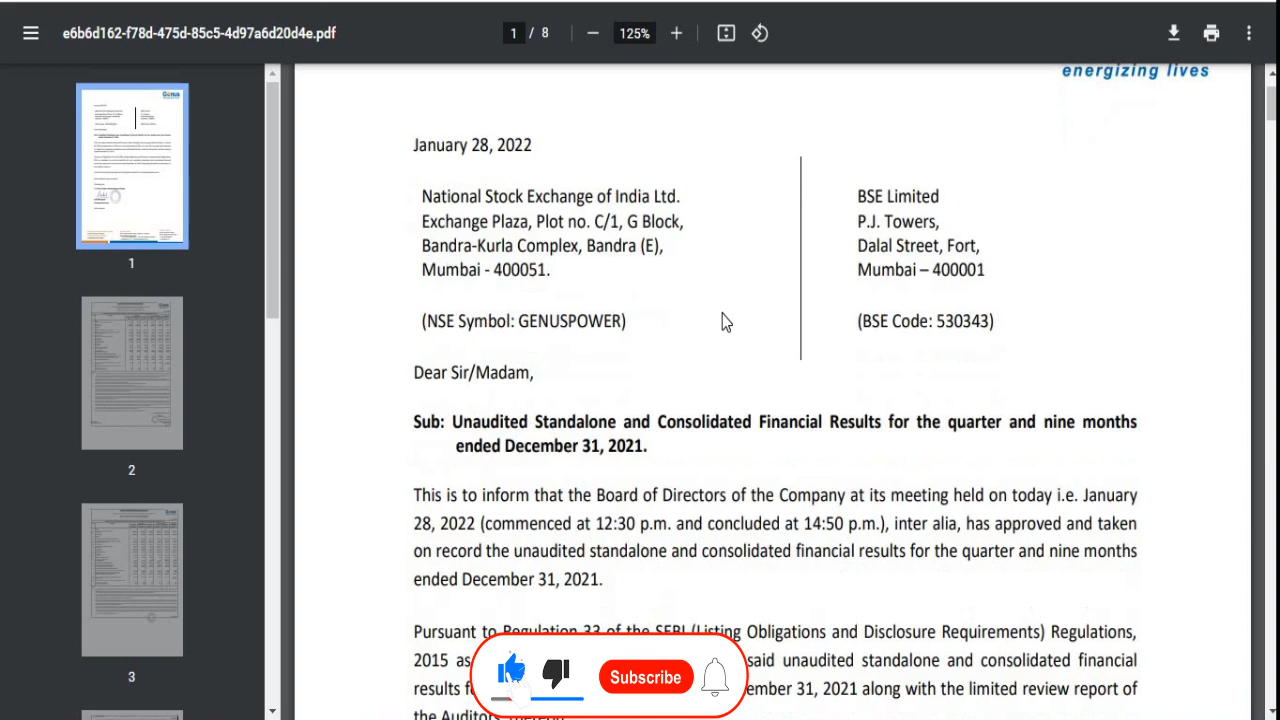 e6b6d162-f78d-475d-85c5-4d97a6d20d4e.pdf
1 / 8
125%
energizing lives
January 28, 2022
National Stock Exchange of India Ltd.
Exchange Plaza, Plot no. C/1, G Block,
Bandra-Kurla Complex, Bandra (E),
Mumbai - 400051.
(NSE Symbol: GENUSPOWER)
BSE Limited
P.J. Towers,
Dalal Street, Fort,
Mumbai – 400001
(BSE Code: 530343)
Dear Sir/Madam,
Sub: Unaudited Standalone and Consolidated Financial Results for the quarter and nine months
ended December 31, 2021.
This is to inform that the Board of Directors of the Company at its meeting held on today i.e. January
28, 2022 (commenced at 12:30 p.m. and concluded at 14:50 p.m.), inter alia, has approved and taken
on record the unaudited standalone and consolidated financial results for the quarter and nine months
ended December 31, 2021.
Pursuant to Regulation 33 of the SEBI (Listing Obligations and Disclosure Requirements) Regulations,
2015 as said unaudited standalone and consolidated financial
results 31, 2021 along with the limited review report of
the Auditors
Subscribe
1
2
3